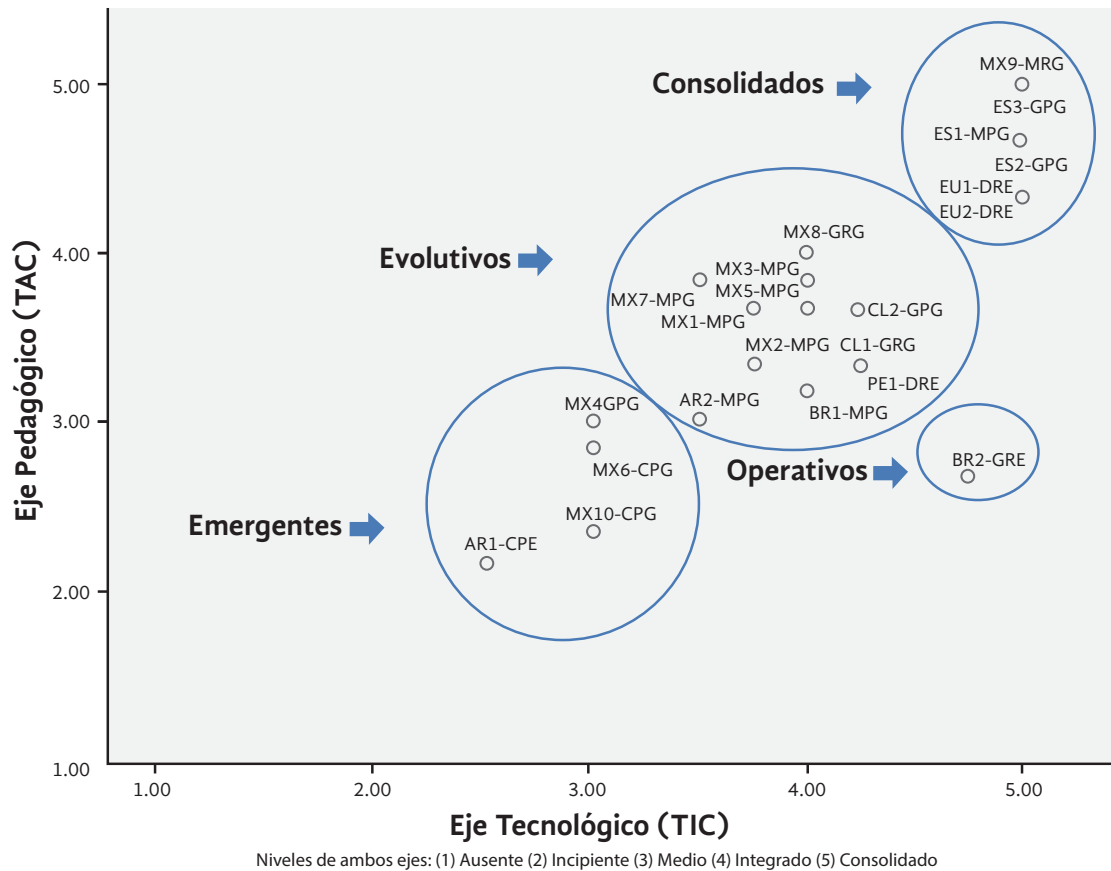 5.00
4.00
3.00
2.00
1.00
Eje Pedagógico (TAC)
Consolidados
MX9-MRG
ES3-GPG
ES1-MPG
ES2-GPG
EU1-DRE
EU2-DRE
Evolutivos
MX8-GRG
MX3-MPG
MX7-MPG
MX5-MPG
MX1-MPG
CL2-GPG
MX2-MPG
CL1-GRG
PE1-DRE
AR2-MPG
BR1-MPG
Operativos
BR2-GRE
Emergentes
MX4GPG
MX6-CPG
MX10-CPG
AR1-CPE
1.00
2.00
3.00
4.00
5.00
Eje Tecnológico (TIC)
Niveles de ambos ejes: (1) Ausente (2) Incipiente (3) Medio (4) Integrado (5) Consolidado